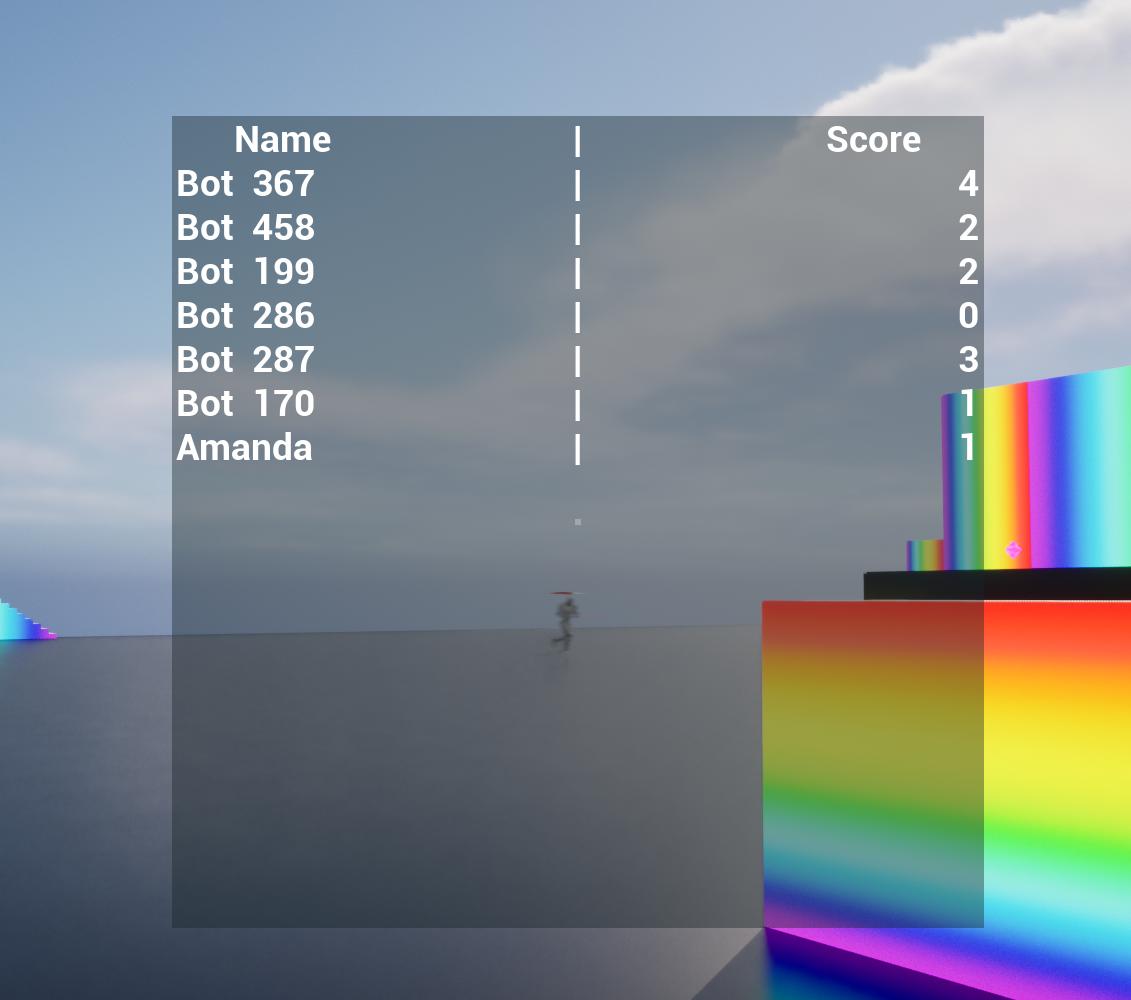 Name | Score
Bot 367 | 4
Bot 458 | 2
Bot 199 | 2
Bot 286 | 0
Bot 287 | 3
Bot 170 | 1
Amanda | 1